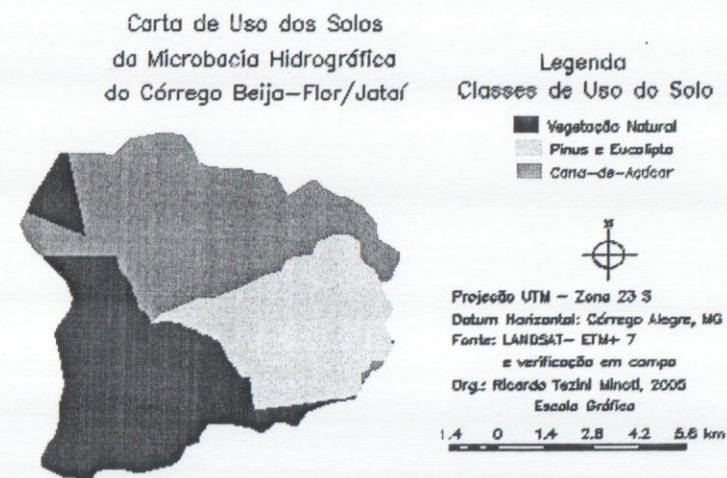 Carta de Uso dos Solos
da Microbacia Hidrográfica
do Córrego Beija-Flor/Jataí
Legenda
Classes de Uso do Solo
Vegetação Natural
Pinus e Eucalipto
Cana-de-Açúcar
N
Projeção UTM - Zona 23 S
Datum Horizontal: Córrego Alegre, MG
Fonte: LANDSAT- ETM+ 7
e verificação em campo
Org.: Ricardo Tezini Minoti, 2005
Escala Gráfica
1.4 0 1.4 2.8 4.2 5.6 km